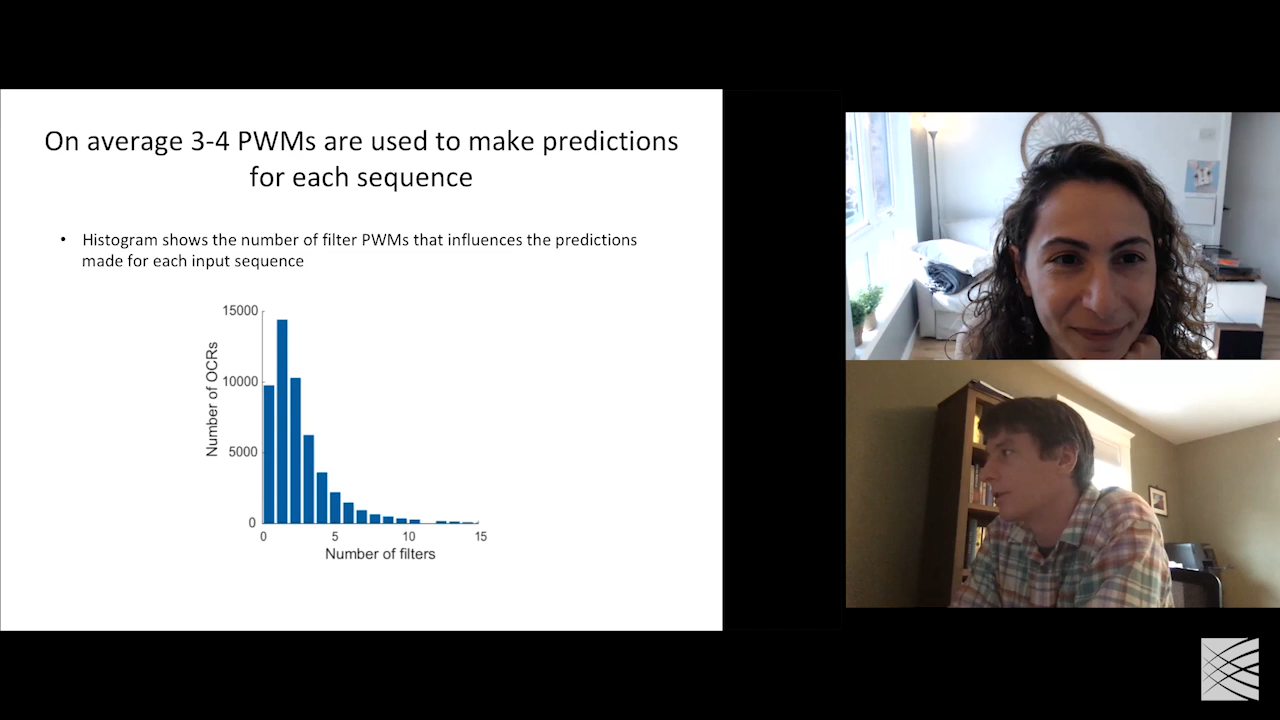 On average 3-4 PWMs are used to make predictions
for each sequence
• Histogram shows the number of filter PWMs that influences the predictions
made for each input sequence
15000
10000
5000
0
Number of OCRs
0 5 10 15
Number of filters